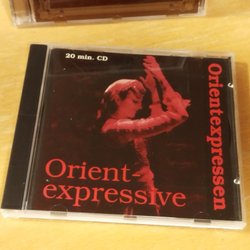 20 min. CD
Orient-
expressive
Orientexpressen